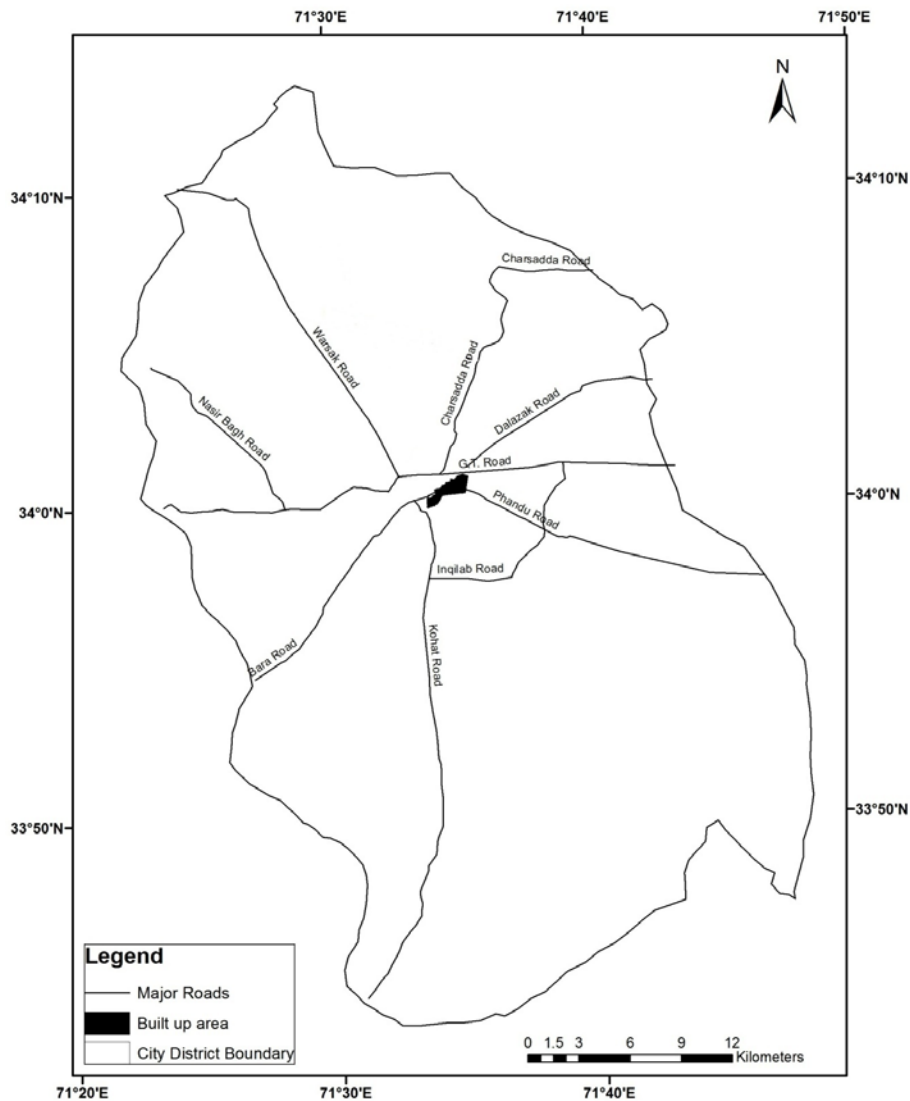 71°30'E
71°40'E
71°50'E
N
34°10'N
34°10'N
Charsadda Road
Warsak Road
Charsadda Road
Nasir Bagh Road
Dalazak Road
G.T. Road
34°0'N
Phandu Road
34°0'N
Inqilab Road
Bara Road
Kohat Road
33°50'N
33°50'N
Legend
Major Roads
Built up area
City District Boundary
0 1.5 3 6 9 12
Kilometers
71°20'E
71°30'E
71°40'E